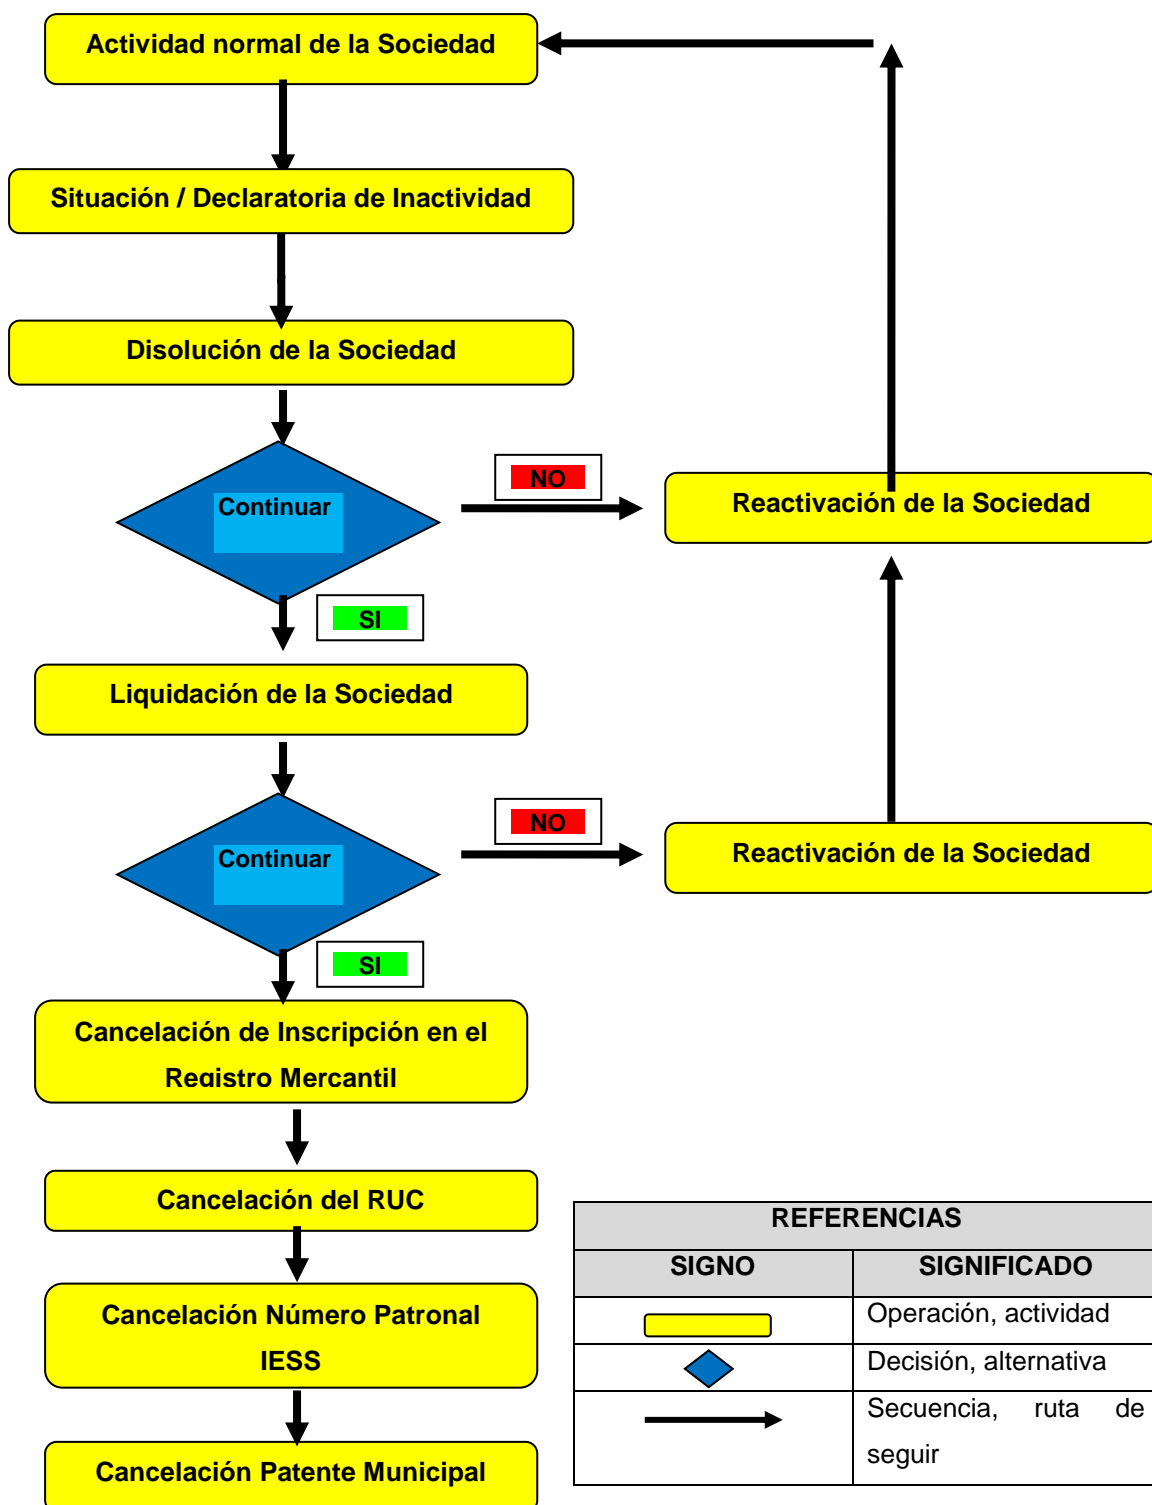 Actividad normal de la Sociedad
Situación / Declaratoria de Inactividad
Disolución de la Sociedad
Continuar
NO
Reactivación de la Sociedad
SI
Liquidación de la Sociedad
Continuar
NO
Reactivación de la Sociedad
SI
Cancelación de Inscripción en el
Registro Mercantil
Cancelación del RUC
Cancelación Número Patronal
IESS
Cancelación Patente Municipal
REFERENCIAS
SIGNO SIGNIFICADO
Operación, actividad
Decisión, alternativa
Secuencia, ruta de
seguir